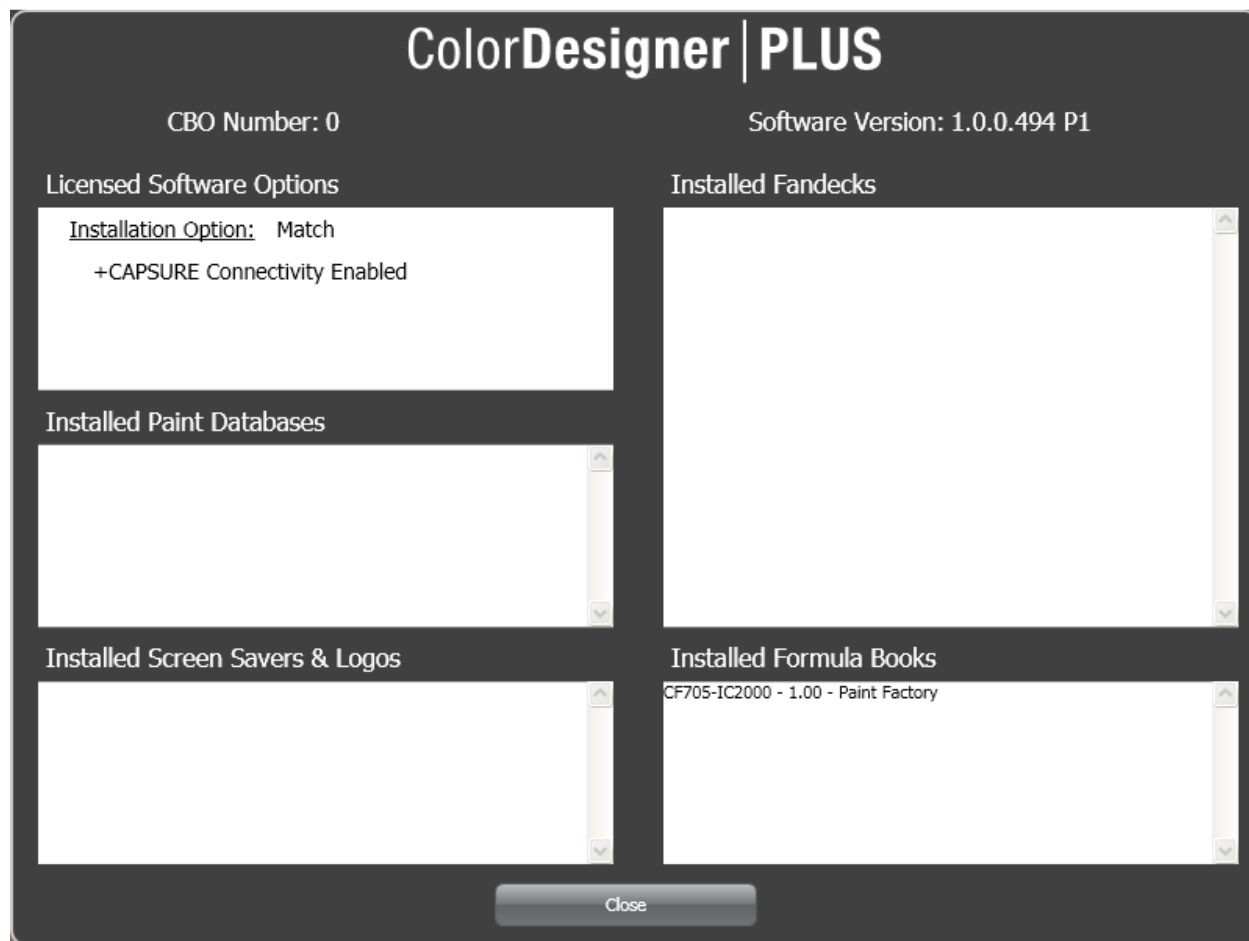 ColorDesigner|PLUS
CBO Number: 0
Software Version: 1.0.0.494 P1
Licensed Software Options
Installation Option: Match
+CAPSURE Connectivity Enabled
Installed Paint Databases
Installed Screen Savers & Logos
Installed Fandecks
Installed Formula Books
CF705-IC2000 - 1.00 - Paint Factory
Close